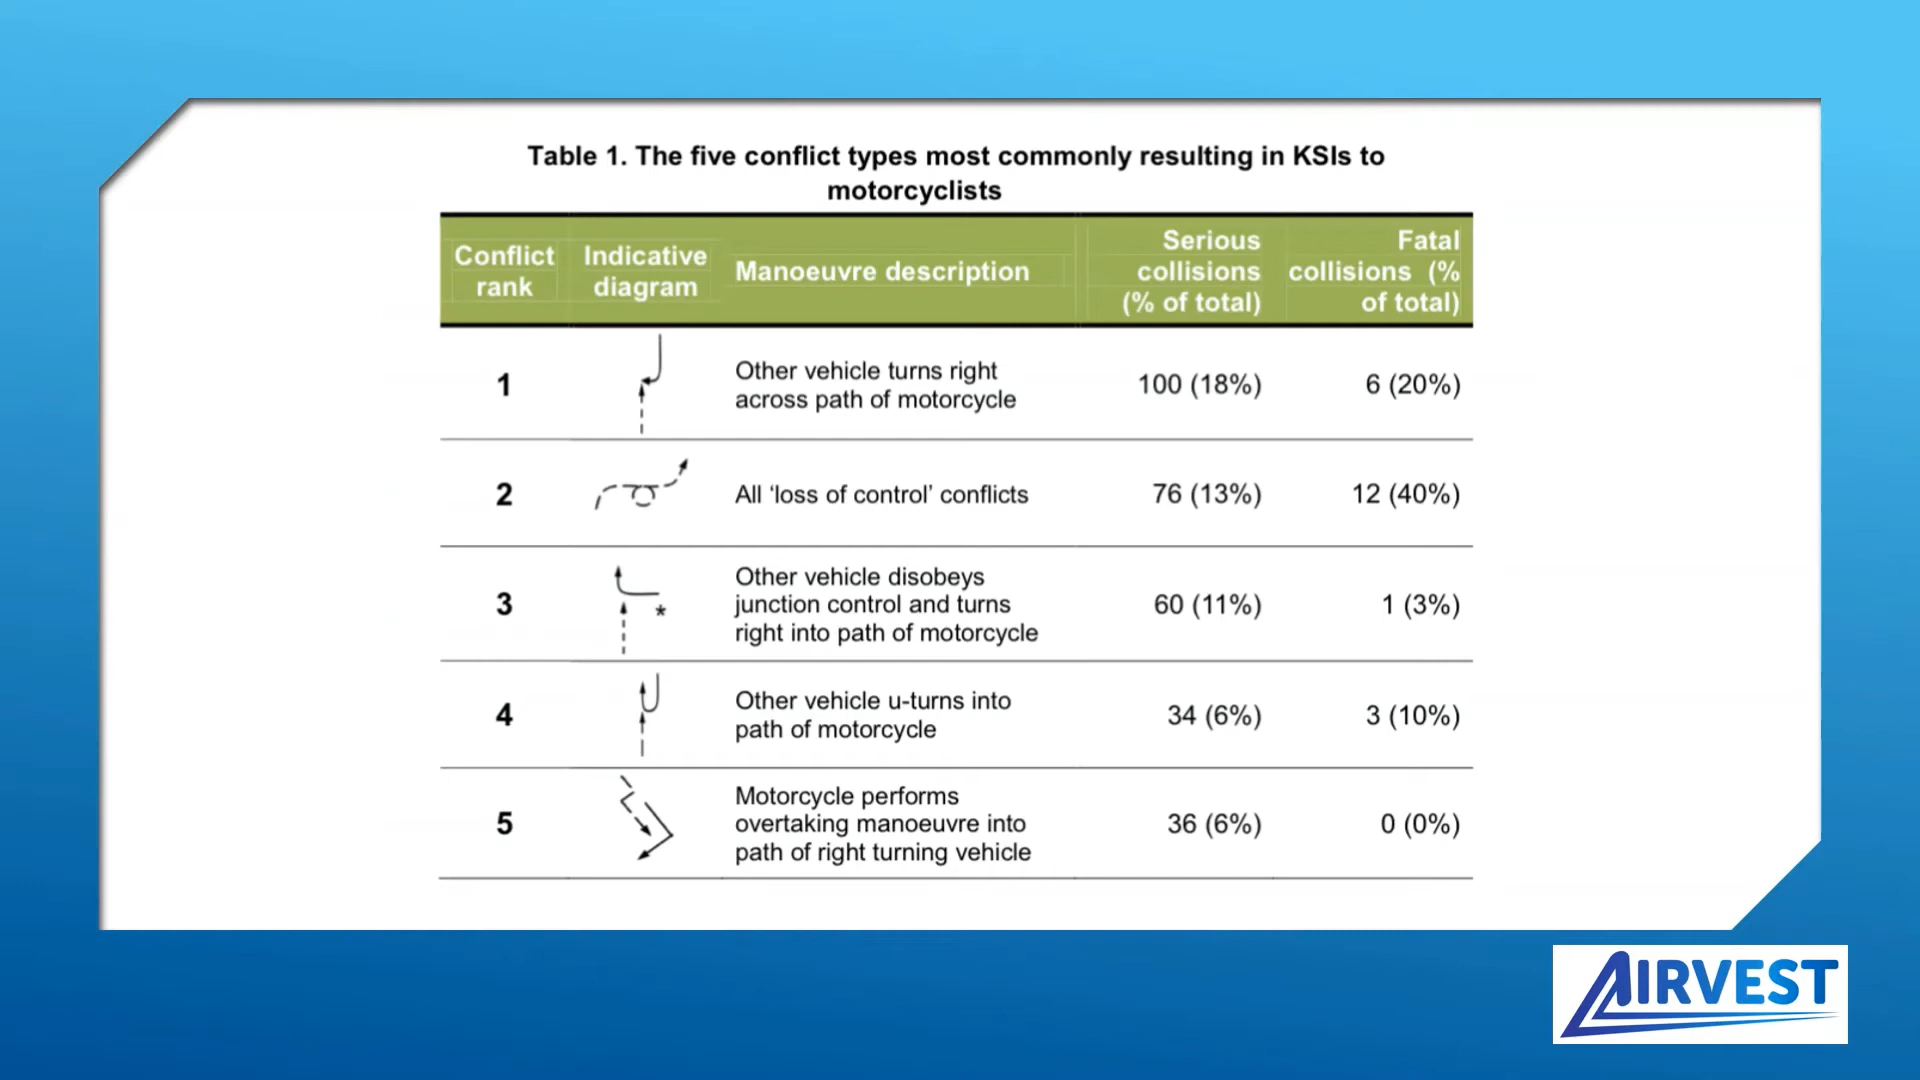 Table 1. The five conflict types most commonly resulting in KSIs to
motorcyclists
Conflict rank
Indicative diagram
Manoeuvre description
Serious collisions (% of total)
Fatal collisions (% of total)
1
Other vehicle turns right
across path of motorcycle
100 (18%)
6 (20%)
2
All ‘loss of control’ conflicts
76 (13%)
12 (40%)
3
*
Other vehicle disobeys
junction control and turns
right into path of motorcycle
60 (11%)
1 (3%)
4
Other vehicle u-turns into
path of motorcycle
34 (6%)
3 (10%)
5
Motorcycle performs
overtaking manoeuvre into
path of right turning vehicle
36 (6%)
0 (0%)
AIRVEST